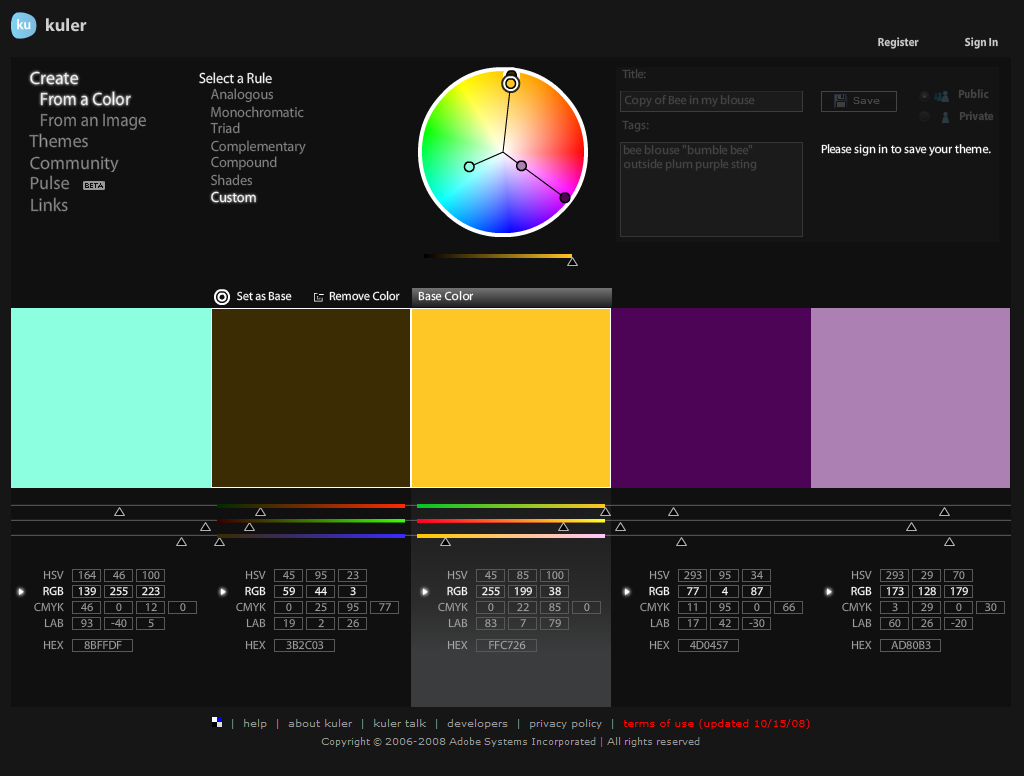 ku kuler
Register Sign In
Create
From a Color
From an Image
Themes
Community
Pulse BETA
Links
Select a Rule
Analogous
Monochromatic
Triad
Complementary
Compound
Shades
Custom
Title:
Copy of Bee in my blouse
Save
Public
Private
Tags:
bee blouse "bumble bee"
outside plum purple sting
Please sign in to save your theme.
Set as Base Remove Color Base Color
HSV 164 46 100 HSV 45 95 23 HSV 45 85 100 HSV 293 95 34 HSV 293 29 70
RGB 139 255 223 RGB 59 44 3 RGB 255 199 38 RGB 77 4 87 RGB 173 128 179
CMYK 46 0 12 0 CMYK 0 25 95 77 CMYK 0 22 85 0 CMYK 11 95 0 66 CMYK 3 29 0 30
LAB 93 -40 5 LAB 19 2 26 LAB 83 7 79 LAB 17 42 -30 LAB 60 26 -20
HEX 8BFFDF HEX 3B2C03 HEX FFC726 HEX 4D0457 HEX AD80B3
| help | about kuler | kuler talk | developers | privacy policy | terms of use (updated 10/15/08)
Copyright © 2006-2008 Adobe Systems Incorporated | All rights reserved